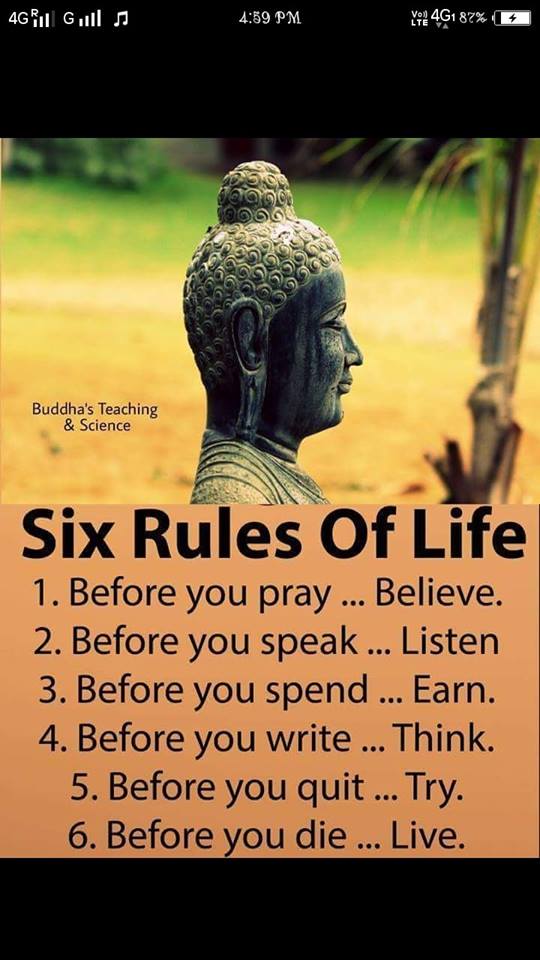 4G R G 4:59 PM Vo)) LTE 4G1 87%
Buddha's Teaching
& Science
Six Rules Of Life
1. Before you pray ... Believe.
2. Before you speak ... Listen
3. Before you spend ... Earn.
4. Before you write ... Think.
5. Before you quit ... Try.
6. Before you die ... Live.